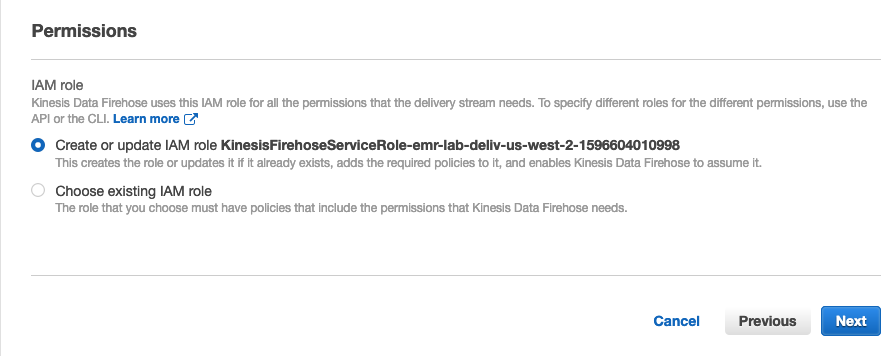 Permissions
IAM role
Kinesis Data Firehose uses this IAM role for all the permissions that the delivery stream needs. To specify different roles for the different permissions, use the
API or the CLI. Learn more
Create or update IAM role KinesisFirehoseServiceRole-emr-lab-deliv-us-west-2-1596604010998
This creates the role or updates it if it already exists, adds the required policies to it, and enables Kinesis Data Firehose to assume it.
Choose existing IAM role
The role that you choose must have policies that include the permissions that Kinesis Data Firehose needs.
Cancel Previous Next